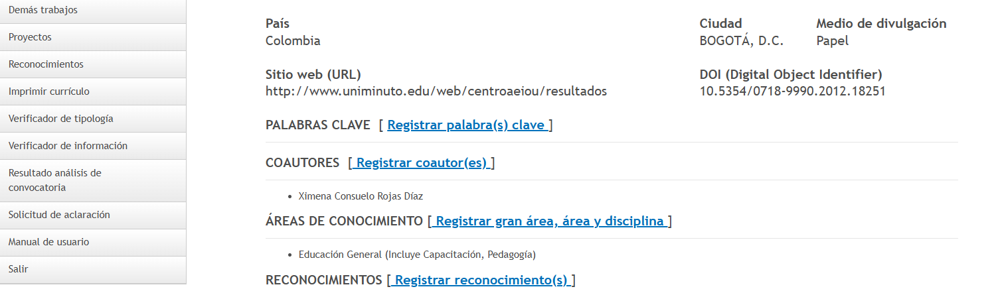 Demás trabajos
Proyectos
Reconocimientos
Imprimir currículo
Verificador de tipología
Verificador de información
Resultado análisis de
convocatoria
Solicitud de aclaración
Manual de usuario
Salir
País Ciudad Medio de divulgación
Colombia BOGOTÁ, D.C. Papel
Sitio web (URL) DOI (Digital Object Identifier)
http://www.uniminuto.edu/web/centroaeiou/resultados 10.5354/0718-9990.2012.18251
PALABRAS CLAVE [ Registrar palabra(s) clave ]
COAUTORES [ Registrar coautor(es) ]
• Ximena Consuelo Rojas Díaz
ÁREAS DE CONOCIMIENTO [ Registrar gran área, área y disciplina ]
• Educación General (Incluye Capacitación, Pedagogía)
RECONOCIMIENTOS [ Registrar reconocimiento(s) ]